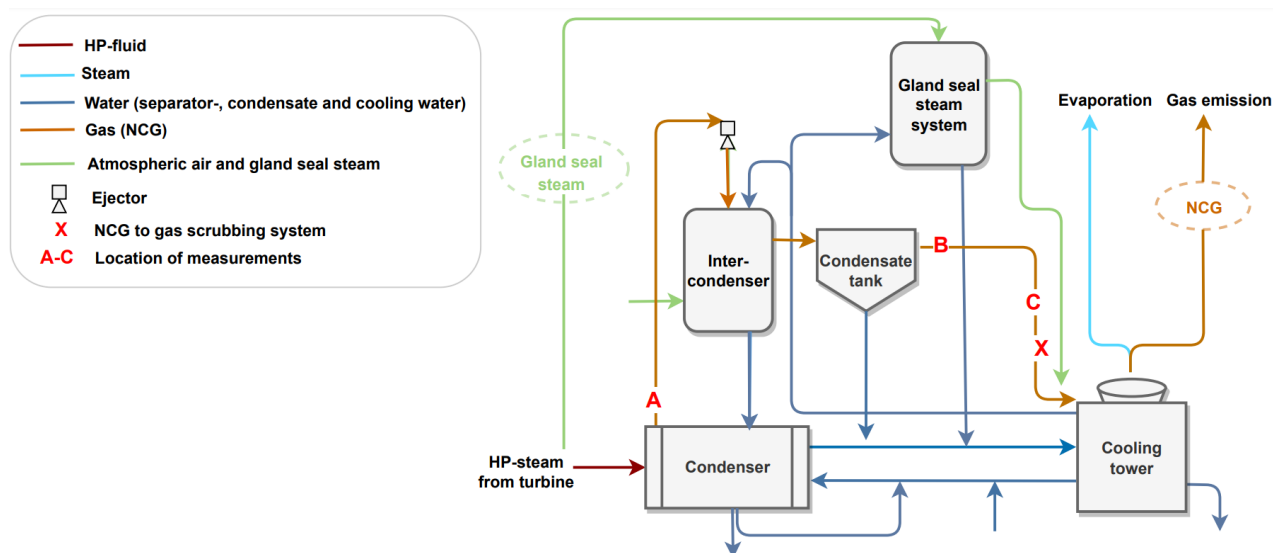 HP-fluid
Steam
Water (separator-, condensate and cooling water)
Gas (NCG)
Atmospheric air and gland seal steam
Ejector
X NCG to gas scrubbing system
A-C Location of measurements
Gland seal
steam
Gland seal
steam
system
Evaporation
Gas emission
NCG
Inter-
condenser
Condensate
tank
B
C
X
A
HP-steam
from turbine
Condenser
Cooling
tower